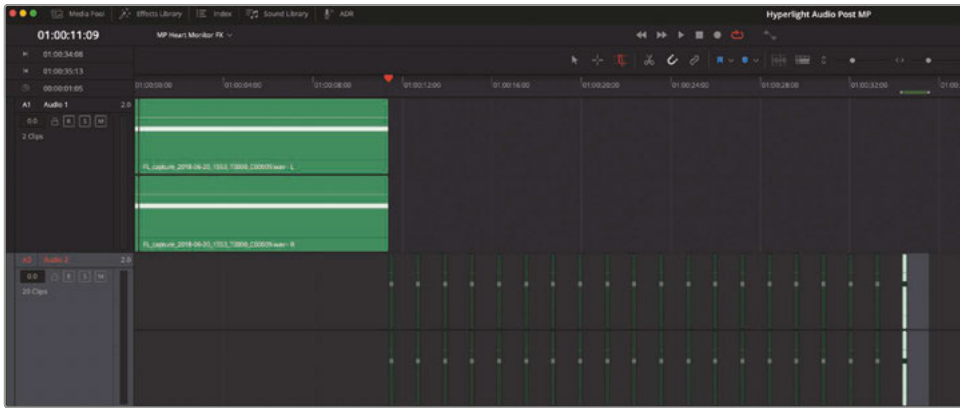 Media Pool Effects Library Index Sound Library ADR Hyperlight Audio Post MP
01:00:11:09 MP Heart Monitor FX
01:00:34:08
01:00:35:13
00:00:01:05
01:00:00:00 01:00:04:00 01:00:08:00 01:00:12:00 01:00:16:00 01:00:20:00 01:00:24:00 01:00:28:00 01:00:32:00 01:00:
A1 Audio 1 2.0
0.0 R S M
2 Clips
A2 Audio 2 2.0
0.0 R S M
20 Clips